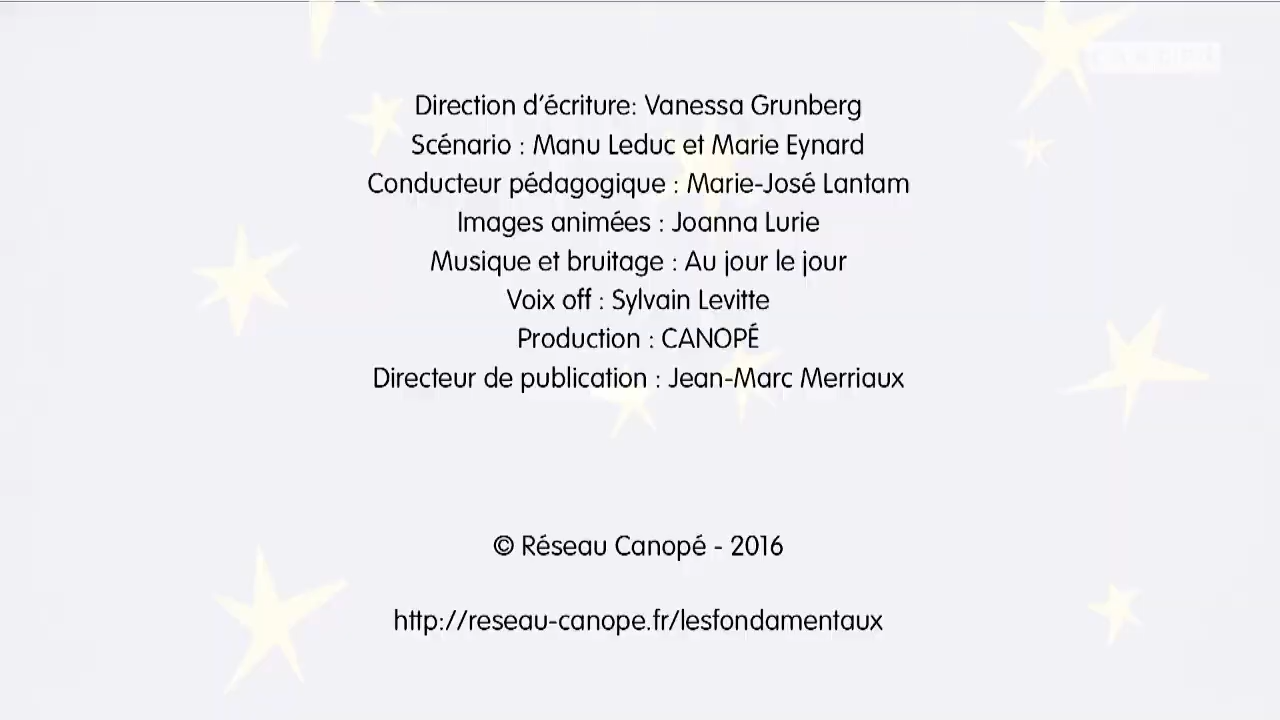 Direction d'écriture: Vanessa Grunberg
Scénario : Manu Leduc et Marie Eynard
Conducteur pédagogique : Marie-José Lantam
Images animées : Joanna Lurie
Musique et bruitage : Au jour le jour
Voix off : Sylvain Levitte
Production : CANOPÉ
Directeur de publication : Jean-Marc Merriaux
© Réseau Canopé - 2016
http://reseau-canope.fr/lesfondamentaux